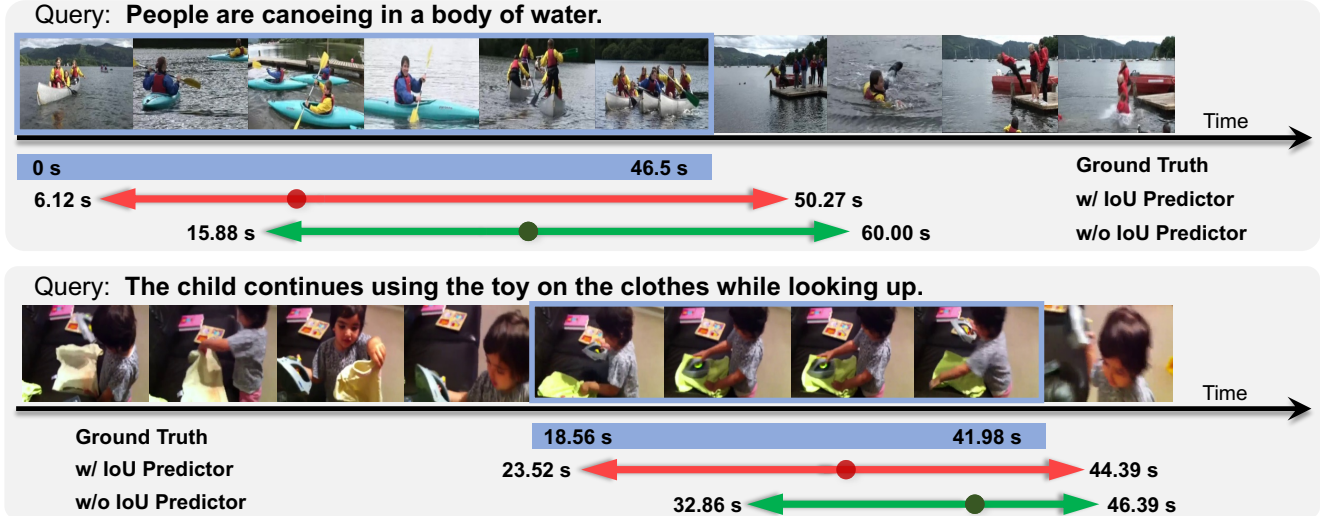 Query: People are canoeing in a body of water.
Time
0 s 46.5 s Ground Truth
6.12 s 50.27 s w/ IoU Predictor
15.88 s 60.00 s w/o IoU Predictor
Query: The child continues using the toy on the clothes while looking up.
Time
Ground Truth 18.56 s 41.98 s
w/ IoU Predictor 23.52 s 44.39 s
w/o IoU Predictor 32.86 s 46.39 s